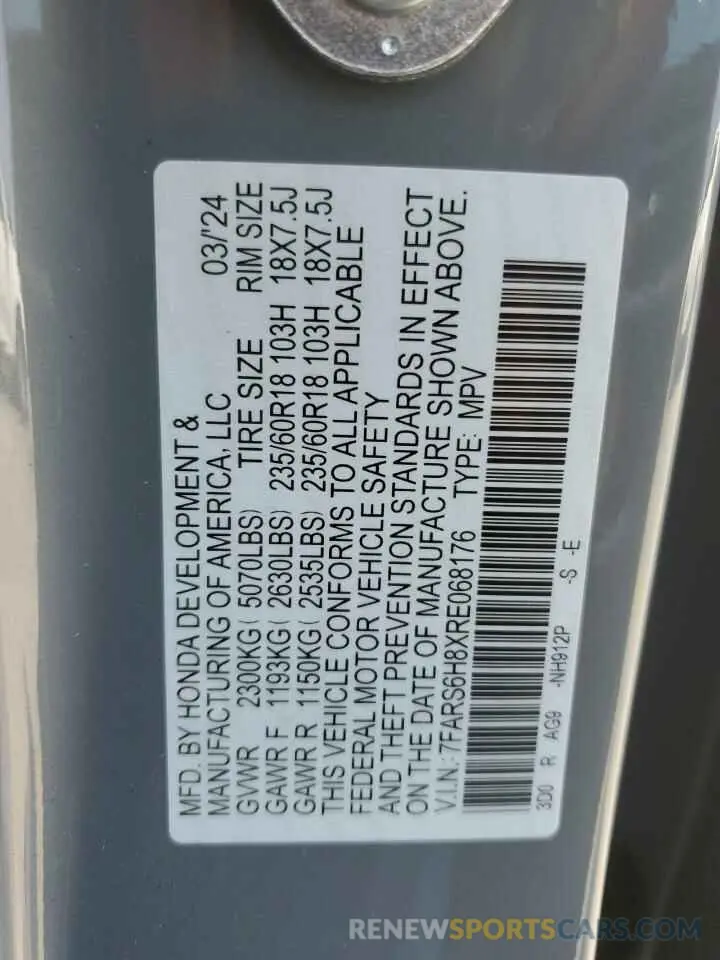 MFD. BY HONDA DEVELOPMENT &
MANUFACTURING OF AMERICA, LLC 03/'24
GVWR 2300KG( 5070LBS) TIRE SIZE RIM SIZE
GAWR F 1193KG( 2630LBS) 235/60R18 103H 18X7.5J
GAWR R 1150KG( 2535LBS) 235/60R18 103H 18X7.5J
THIS VEHICLE CONFORMS TO ALL APPLICABLE
FEDERAL MOTOR VEHICLE SAFETY
AND THEFT PREVENTION STANDARDS IN EFFECT
ON THE DATE OF MANUFACTURE SHOWN ABOVE.
V.I.N.: 7FARS6H8XRE068176 TYPE: MPV
3D0 R AG9 -NH912P -S -E
RENEWSPORTSCARS.COM